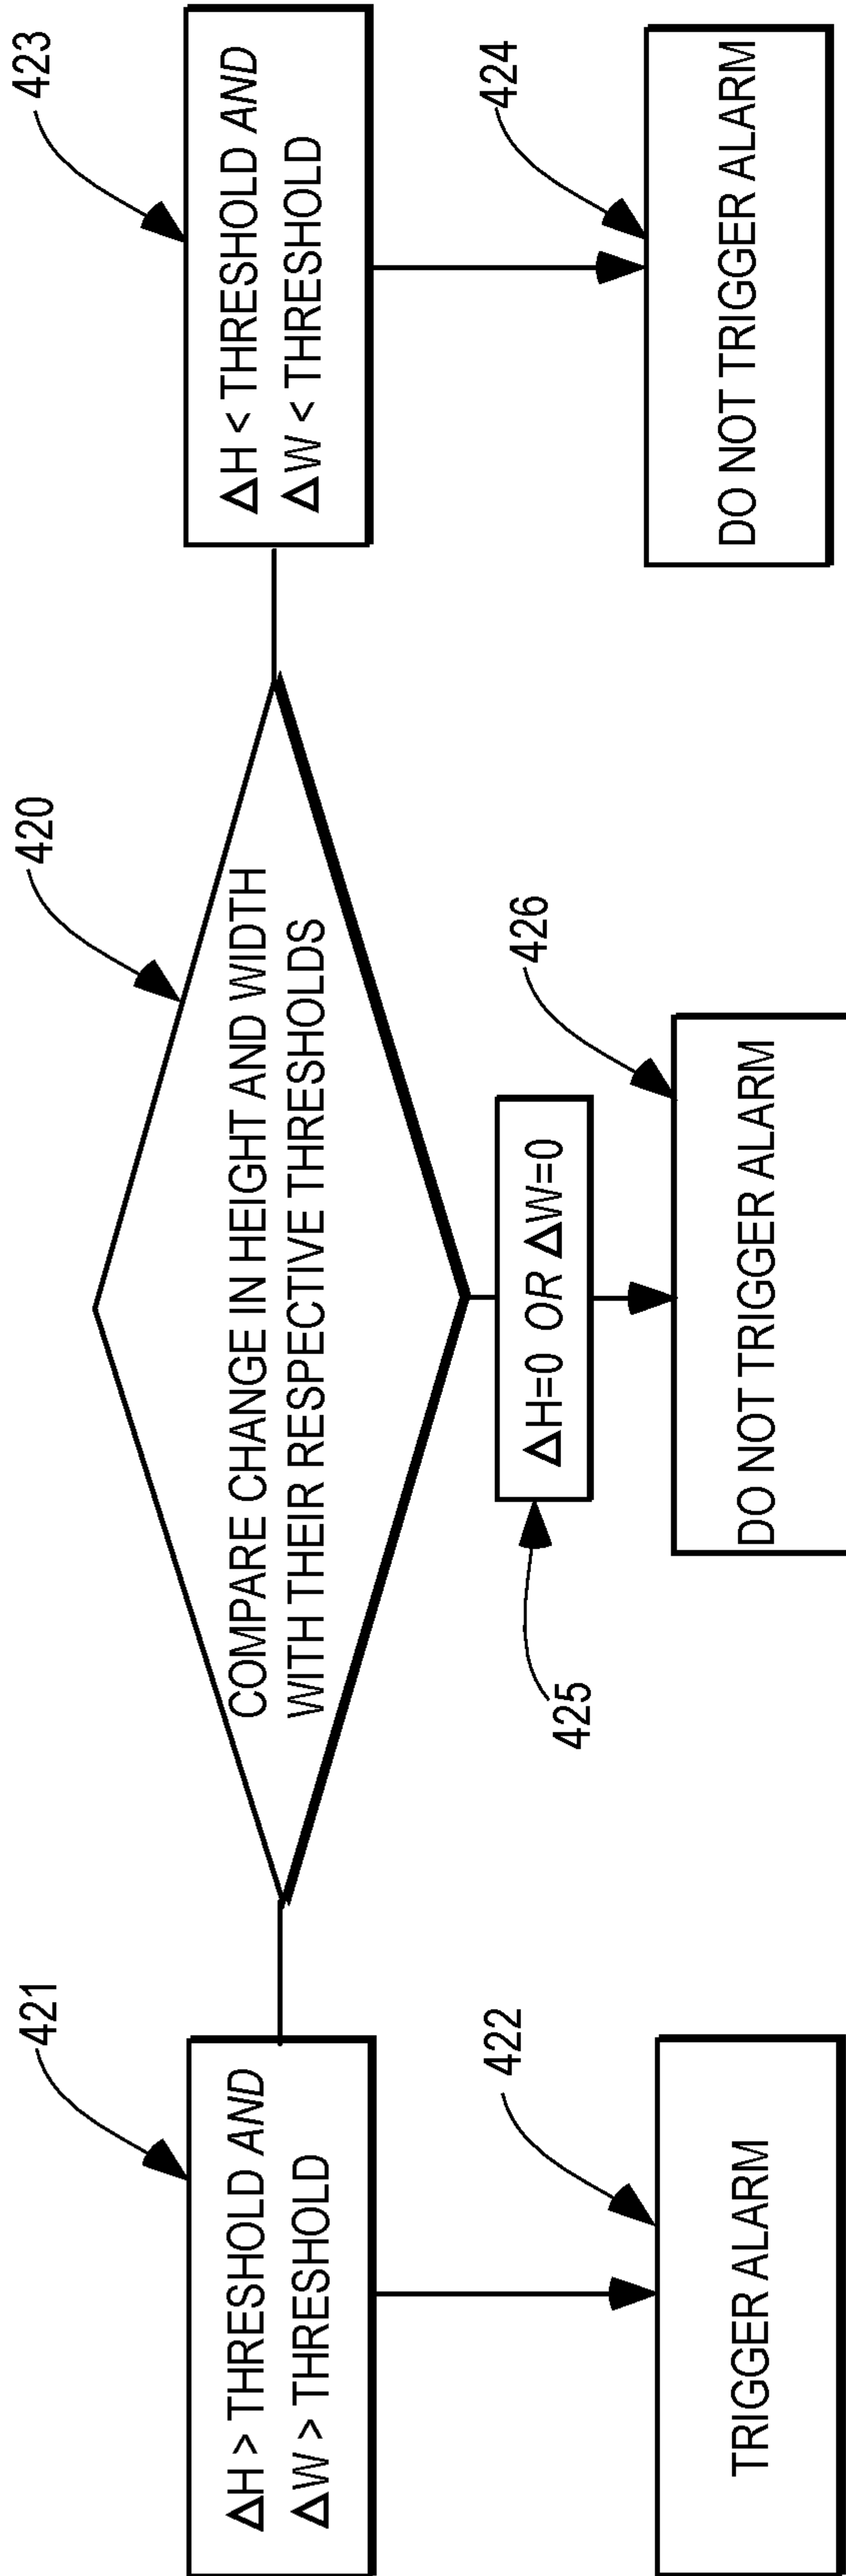 421
ΔH > THRESHOLD AND
ΔW > THRESHOLD
422
TRIGGER ALARM
420
COMPARE CHANGE IN HEIGHT AND WIDTH
WITH THEIR RESPECTIVE THRESHOLDS
425
ΔH=0 OR ΔW=0
426
DO NOT TRIGGER ALARM
423
ΔH < THRESHOLD AND
ΔW < THRESHOLD
424
DO NOT TRIGGER ALARM